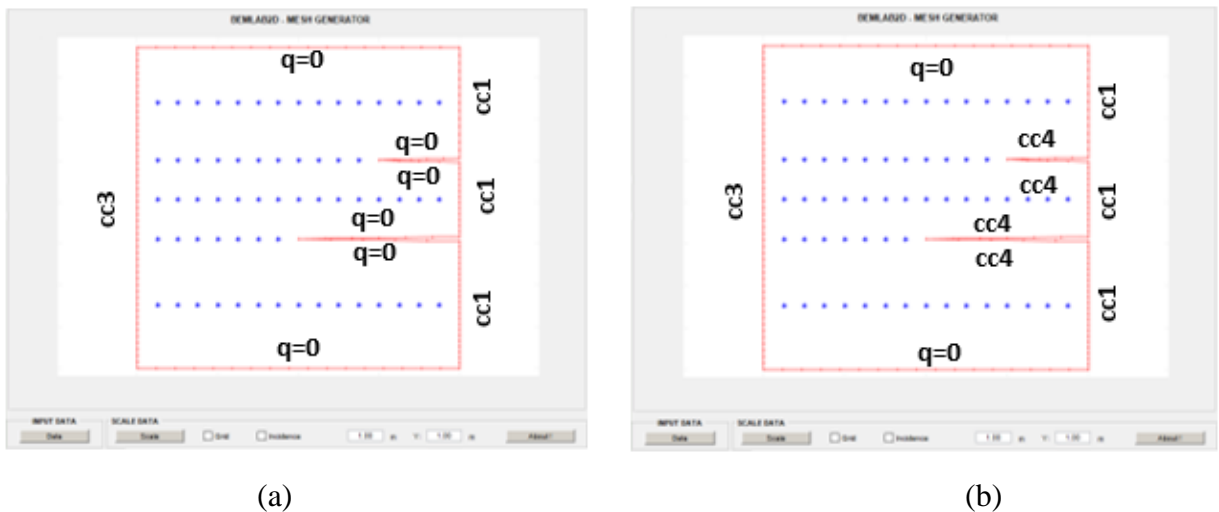 BEMLAB2D - MESH GENERATOR
q=0
cc1
q=0
q=0
cc3
cc1
q=0
q=0
cc1
q=0
INPUT DATA
SCALE DATA
Data
Scale
Grid
Incidence
1.00
m
Y:
1.00
m
About!
(a)
BEMLAB2D - MESH GENERATOR
q=0
cc1
cc4
cc4
cc3
cc1
cc4
cc4
cc1
q=0
INPUT DATA
SCALE DATA
Data
Scale
Grid
Incidence
1.00
m
Y:
1.00
m
About!
(b)